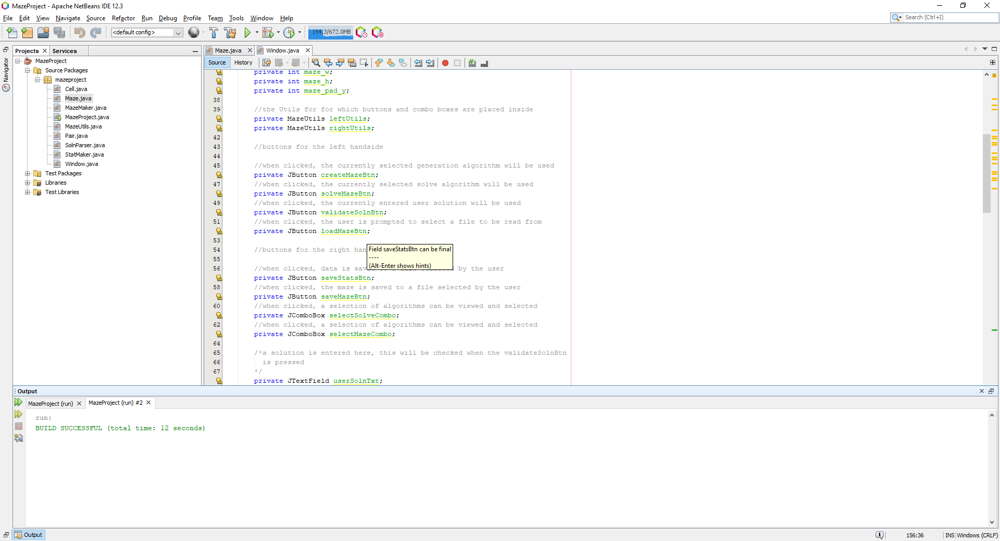 MazeProject - Apache NetBeans IDE 12.3
File Edit View Navigate Source Refactor Run Debug Profile Team Tools Window Help
Search (Ctrl+I)
<default config>
194.3/672.0MB
Projects
Services
Maze.java
Window.java
Navigator
Source
History
MazeProject
Source Packages
mazeproject
Cell.java
Maze.java
MazeMaker.java
MazeProject.java
MazeUtils.java
Pair.java
SolnParser.java
StatMaker.java
Window.java
Test Packages
Libraries
Test Libraries
private int maze_w;
private int maze_h;
private int maze_pad_y;
38
39 //the Utils for for which buttons and combo boxes are placed inside
private MazeUtils leftUtils;
private MazeUtils rightUtils;
42
43 //buttons for the left handside
44
45 //when clicked, the currently selected generation algorithm will be used
private JButton createMazeBtn;
47 //when clicked, the currently selected solve algorithm will be used
private JButton solveMazeBtn;
49 //when clicked, the currently entered user solution will be used
private JButton validateSolnBtn;
51 //when clicked, the user is prompted to select a file to be read from
private JButton loadMazeBtn;
53
54 //buttons for the right han
55
56 //when clicked, data is sav by the user
Field saveStatsBtn can be final
----
(Alt-Enter shows hints)
private JButton saveStatsBtn;
58 //when clicked, the maze is saved to a file selected by the user
private JButton saveMazeBtn;
60 //when clicked, a selection of algorithms can be viewed and selected
private JComboBox selectSolveCombo;
62 //when clicked, a selection of algorithms can be viewed and selected
private JComboBox selectMazeCombo;
64
65 /*a solution is entered here, this will be checked when the validateSolnBtn
66 is pressed
67 */
private JTextField userSolnTxt;
Output
MazeProject (run)
MazeProject (run) #2
run:
BUILD SUCCESSFUL (total time: 12 seconds)
Output
1
156:36
INS
Windows (CRLF)